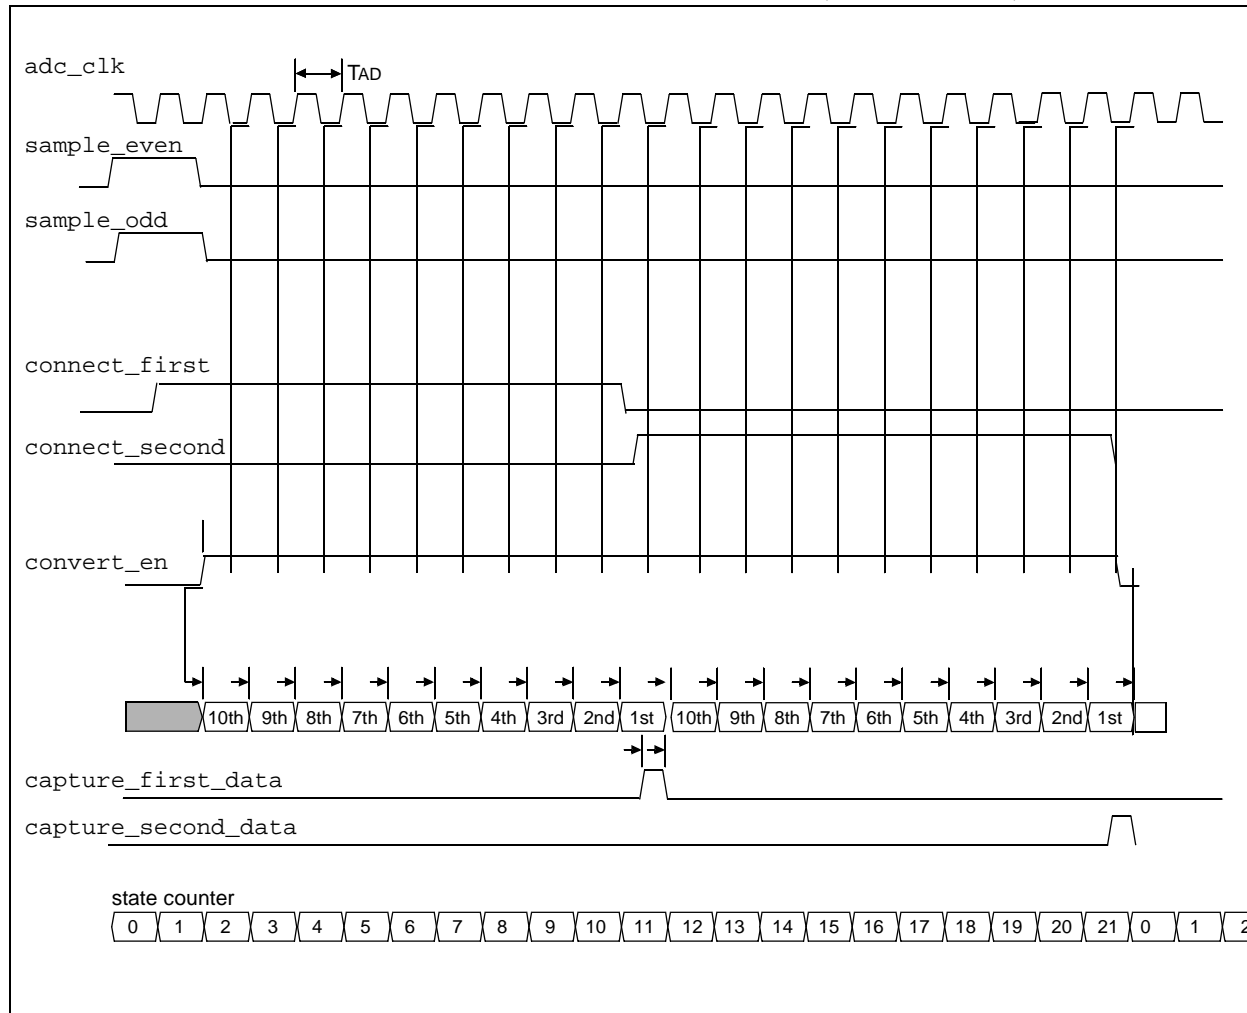 adc_clk
TAD
sample_even
sample_odd
connect_first
connect_second
convert_en
10th 9th 8th 7th 6th 5th 4th 3rd 2nd 1st 10th 9th 8th 7th 6th 5th 4th 3rd 2nd 1st
capture_first_data
capture_second_data
state counter
0 1 2 3 4 5 6 7 8 9 10 11 12 13 14 15 16 17 18 19 20 21 0 1 2